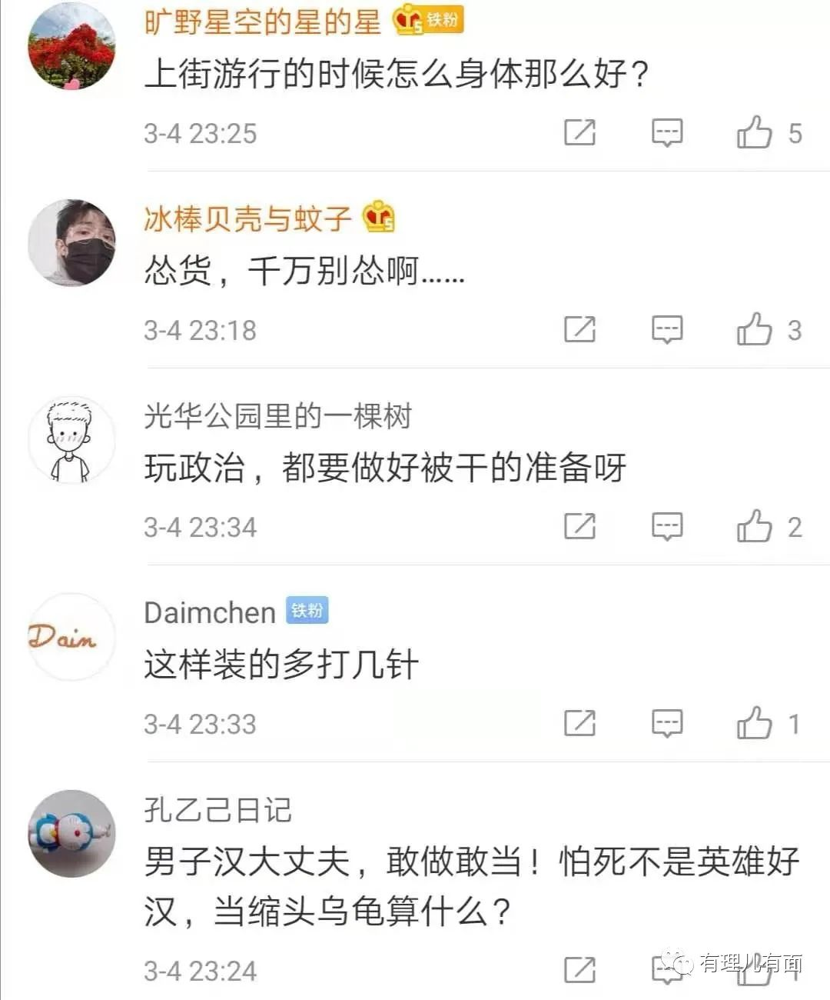 旷野星空的星的星 5 铁粉
上街游行的时候怎么身体那么好?
3-4 23:25 5
冰棒贝壳与蚊子 5
怂货，千万别怂啊……
3-4 23:18 3
光华公园里的一棵树
玩政治，都要做好被干的准备呀
3-4 23:34 2
Dain
Daimchen 铁粉
这样装的多打几针
3-4 23:33 1
孔乙己日记
男子汉大丈夫，敢做敢当！怕死不是英雄好
汉，当缩头乌龟算什么?
3-4 23:24 1
有理儿有面